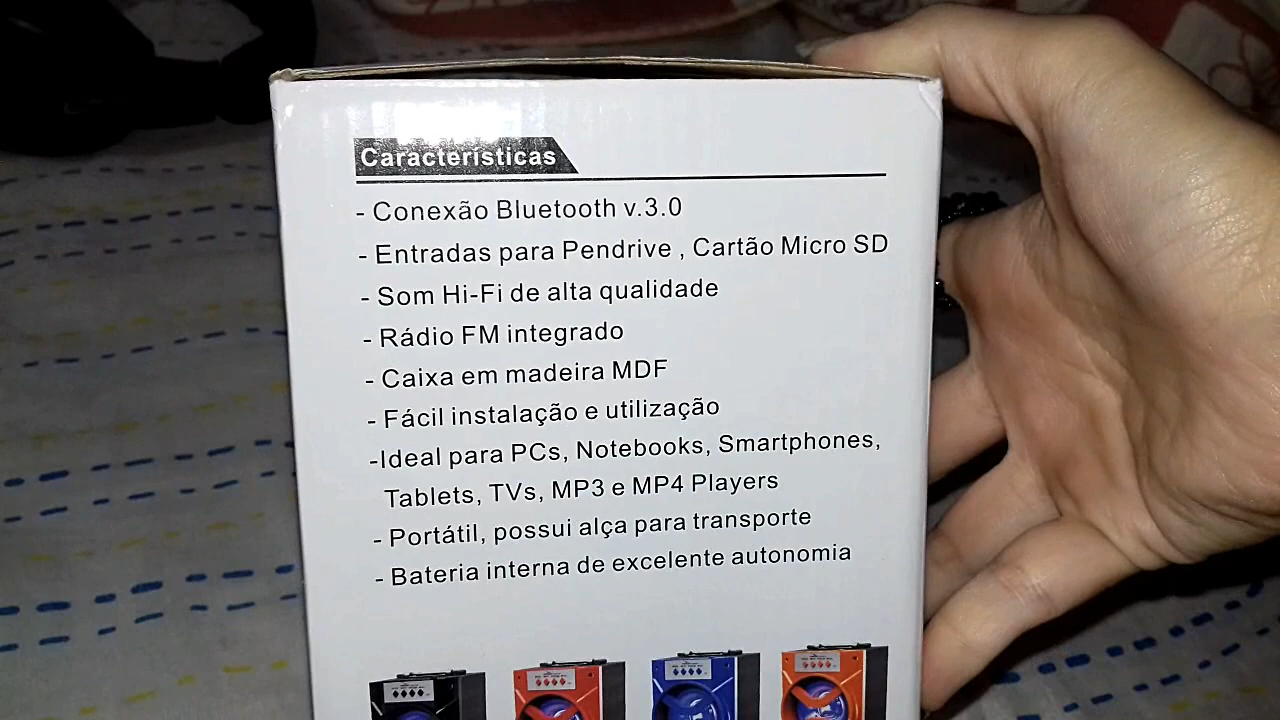 Características
- Conexão Bluetooth v.3.0
- Entradas para Pendrive , Cartão Micro SD
- Som Hi-Fi de alta qualidade
- Rádio FM integrado
- Caixa em madeira MDF
- Fácil instalação e utilização
-Ideal para PCs, Notebooks, Smartphones,
Tablets, TVs, MP3 e MP4 Players
- Portátil, possui alça para transporte
- Bateria interna de excelente autonomia